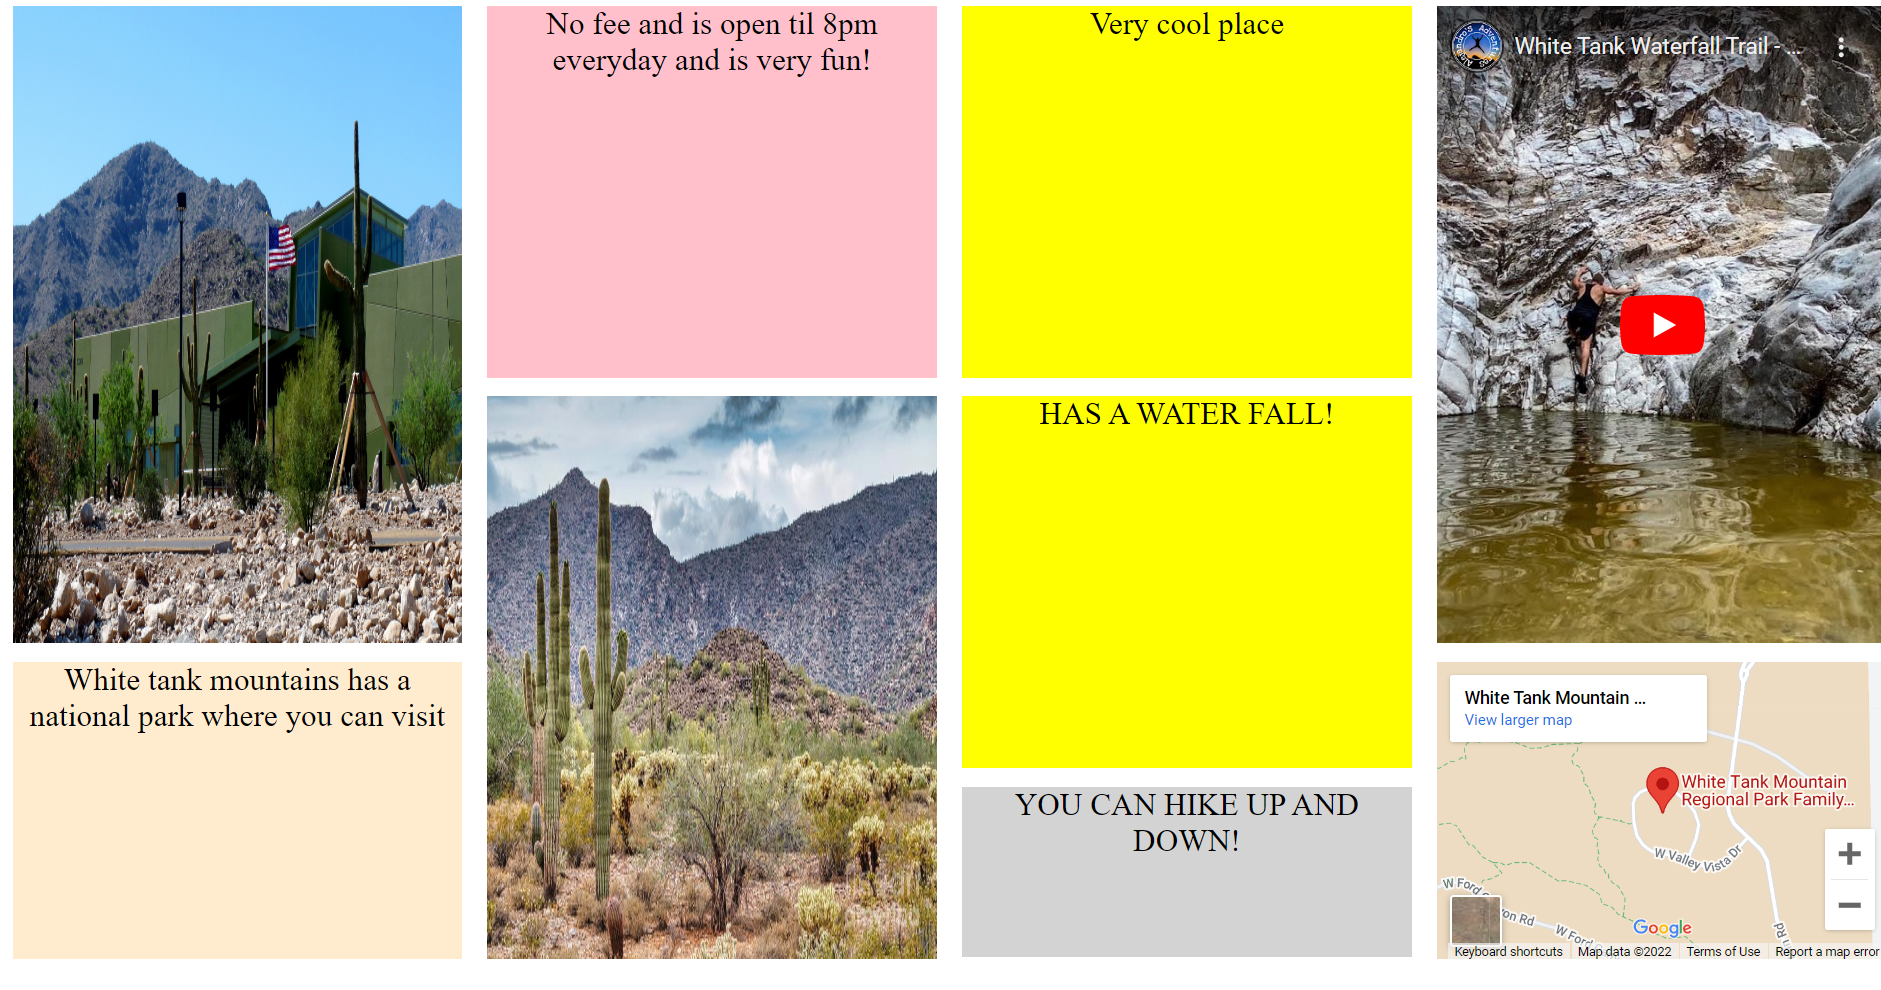 White tank mountains has a
national park where you can visit
No fee and is open til 8pm
everyday and is very fun!
Very cool place
HAS A WATER FALL!
YOU CAN HIKE UP AND
DOWN!
White Tank Waterfall Trail - ...
White Tank Mountain ...
View larger map
White Tank Mountain
Regional Park Family...
W Valley Vista Dr
W Ford
on Rd
W Ford
Rd
Google
Keyboard shortcuts
Map data ©2022
Terms of Use
Report a map error